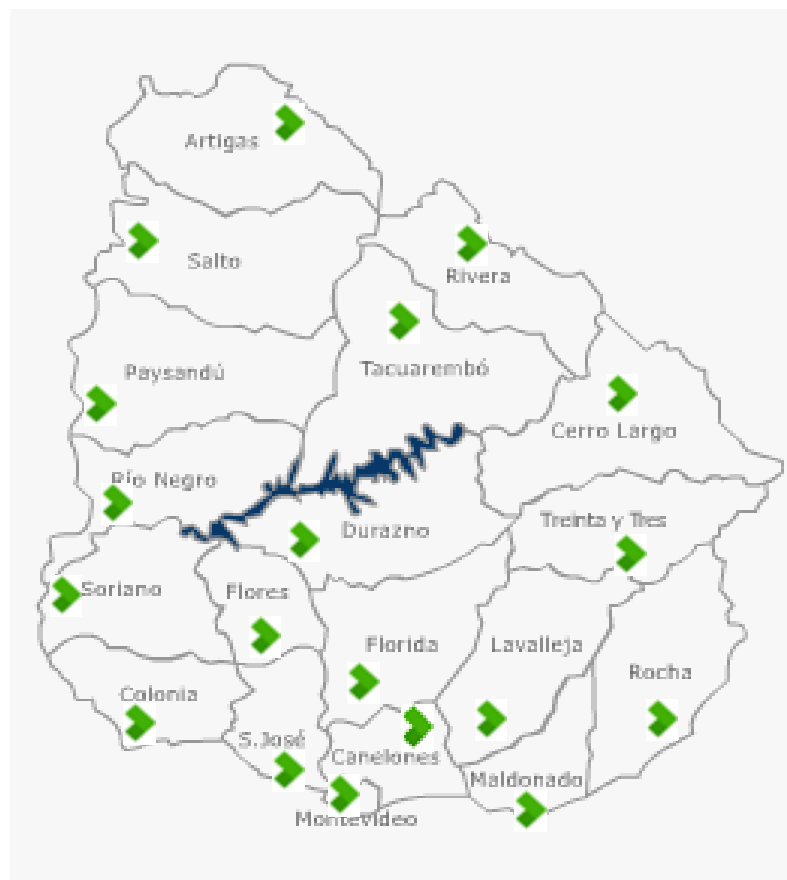 Artigas
Salto
Rivera
Tacuarembó
Paysandú
Cerro Largo
Río Negro
Treinta y Tres
Durazno
Soriano
Flores
Florida
Lavalleja
Rocha
Colonia
S.José
Canelones
Maldonado
Montevideo